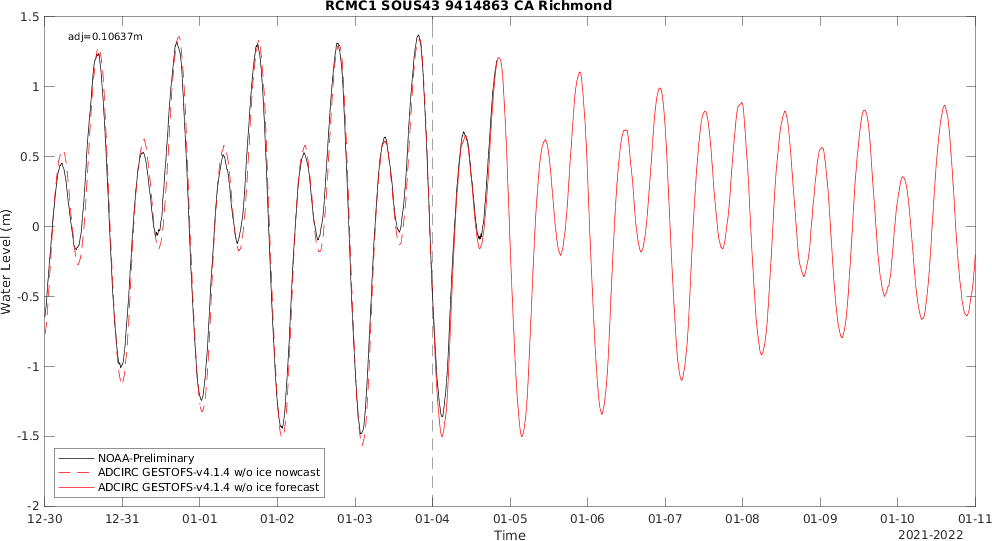 RCMC1 SOUS43 9414863 CA Richmond
1.5
adj=0.10637m
1
0.5
0
-0.5
-1
-1.5
-2
Water Level (m)
NOAA-Preliminary
ADCIRC GESTOFS-v4.1.4 w/o ice nowcast
ADCIRC GESTOFS-v4.1.4 w/o ice forecast
12-30 12-31 01-01 01-02 01-03 01-04 01-05 01-06 01-07 01-08 01-09 01-10 01-11
Time
2021-2022